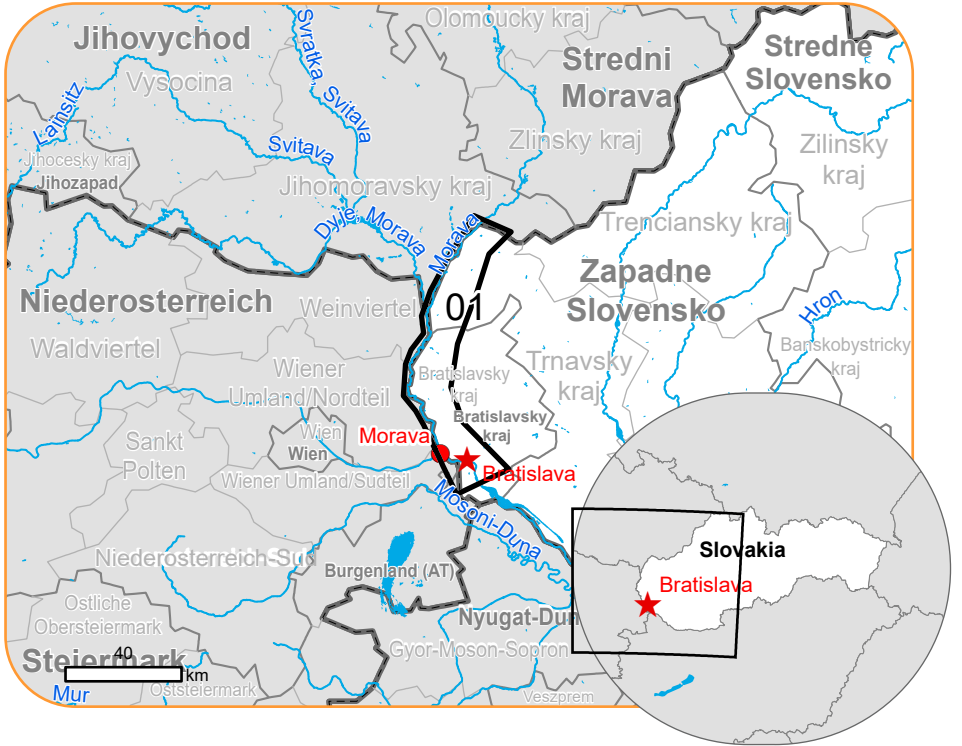 Olomoucky kraj
Jihovychod
Stredne
Slovensko
Stredni
Morava
Vysocina
Svratka, Svitava
Lainsitz
Svitava
Zlinsky kraj
Zilinsky
kraj
Jihocesky kraj
Jihozapad
Jihomoravsky kraj
Dyje, Morava
Morava
Trenciansky kraj
Zapadne
Slovensko
Niederosterreich
Weinviertel
01
Hron
Waldviertel
Wiener
Umland/Nordteil
Bratislavsky
kraj
Trnavsky
kraj
Banskobystricky
kraj
Bratislavsky
kraj
Wien
Wien
Morava
Sankt
Polten
Bratislava
Wiener Umland/Sudteil
Mosoni-Duna
Niederosterreich-Sud
Burgenland (AT)
Slovakia
Bratislava
Ostliche
Obersteiermark
Nyugat-Dun
Steiermark
Gyor-Moson-Sopron
40
km
Mur
Oststeiermark
Veszprem